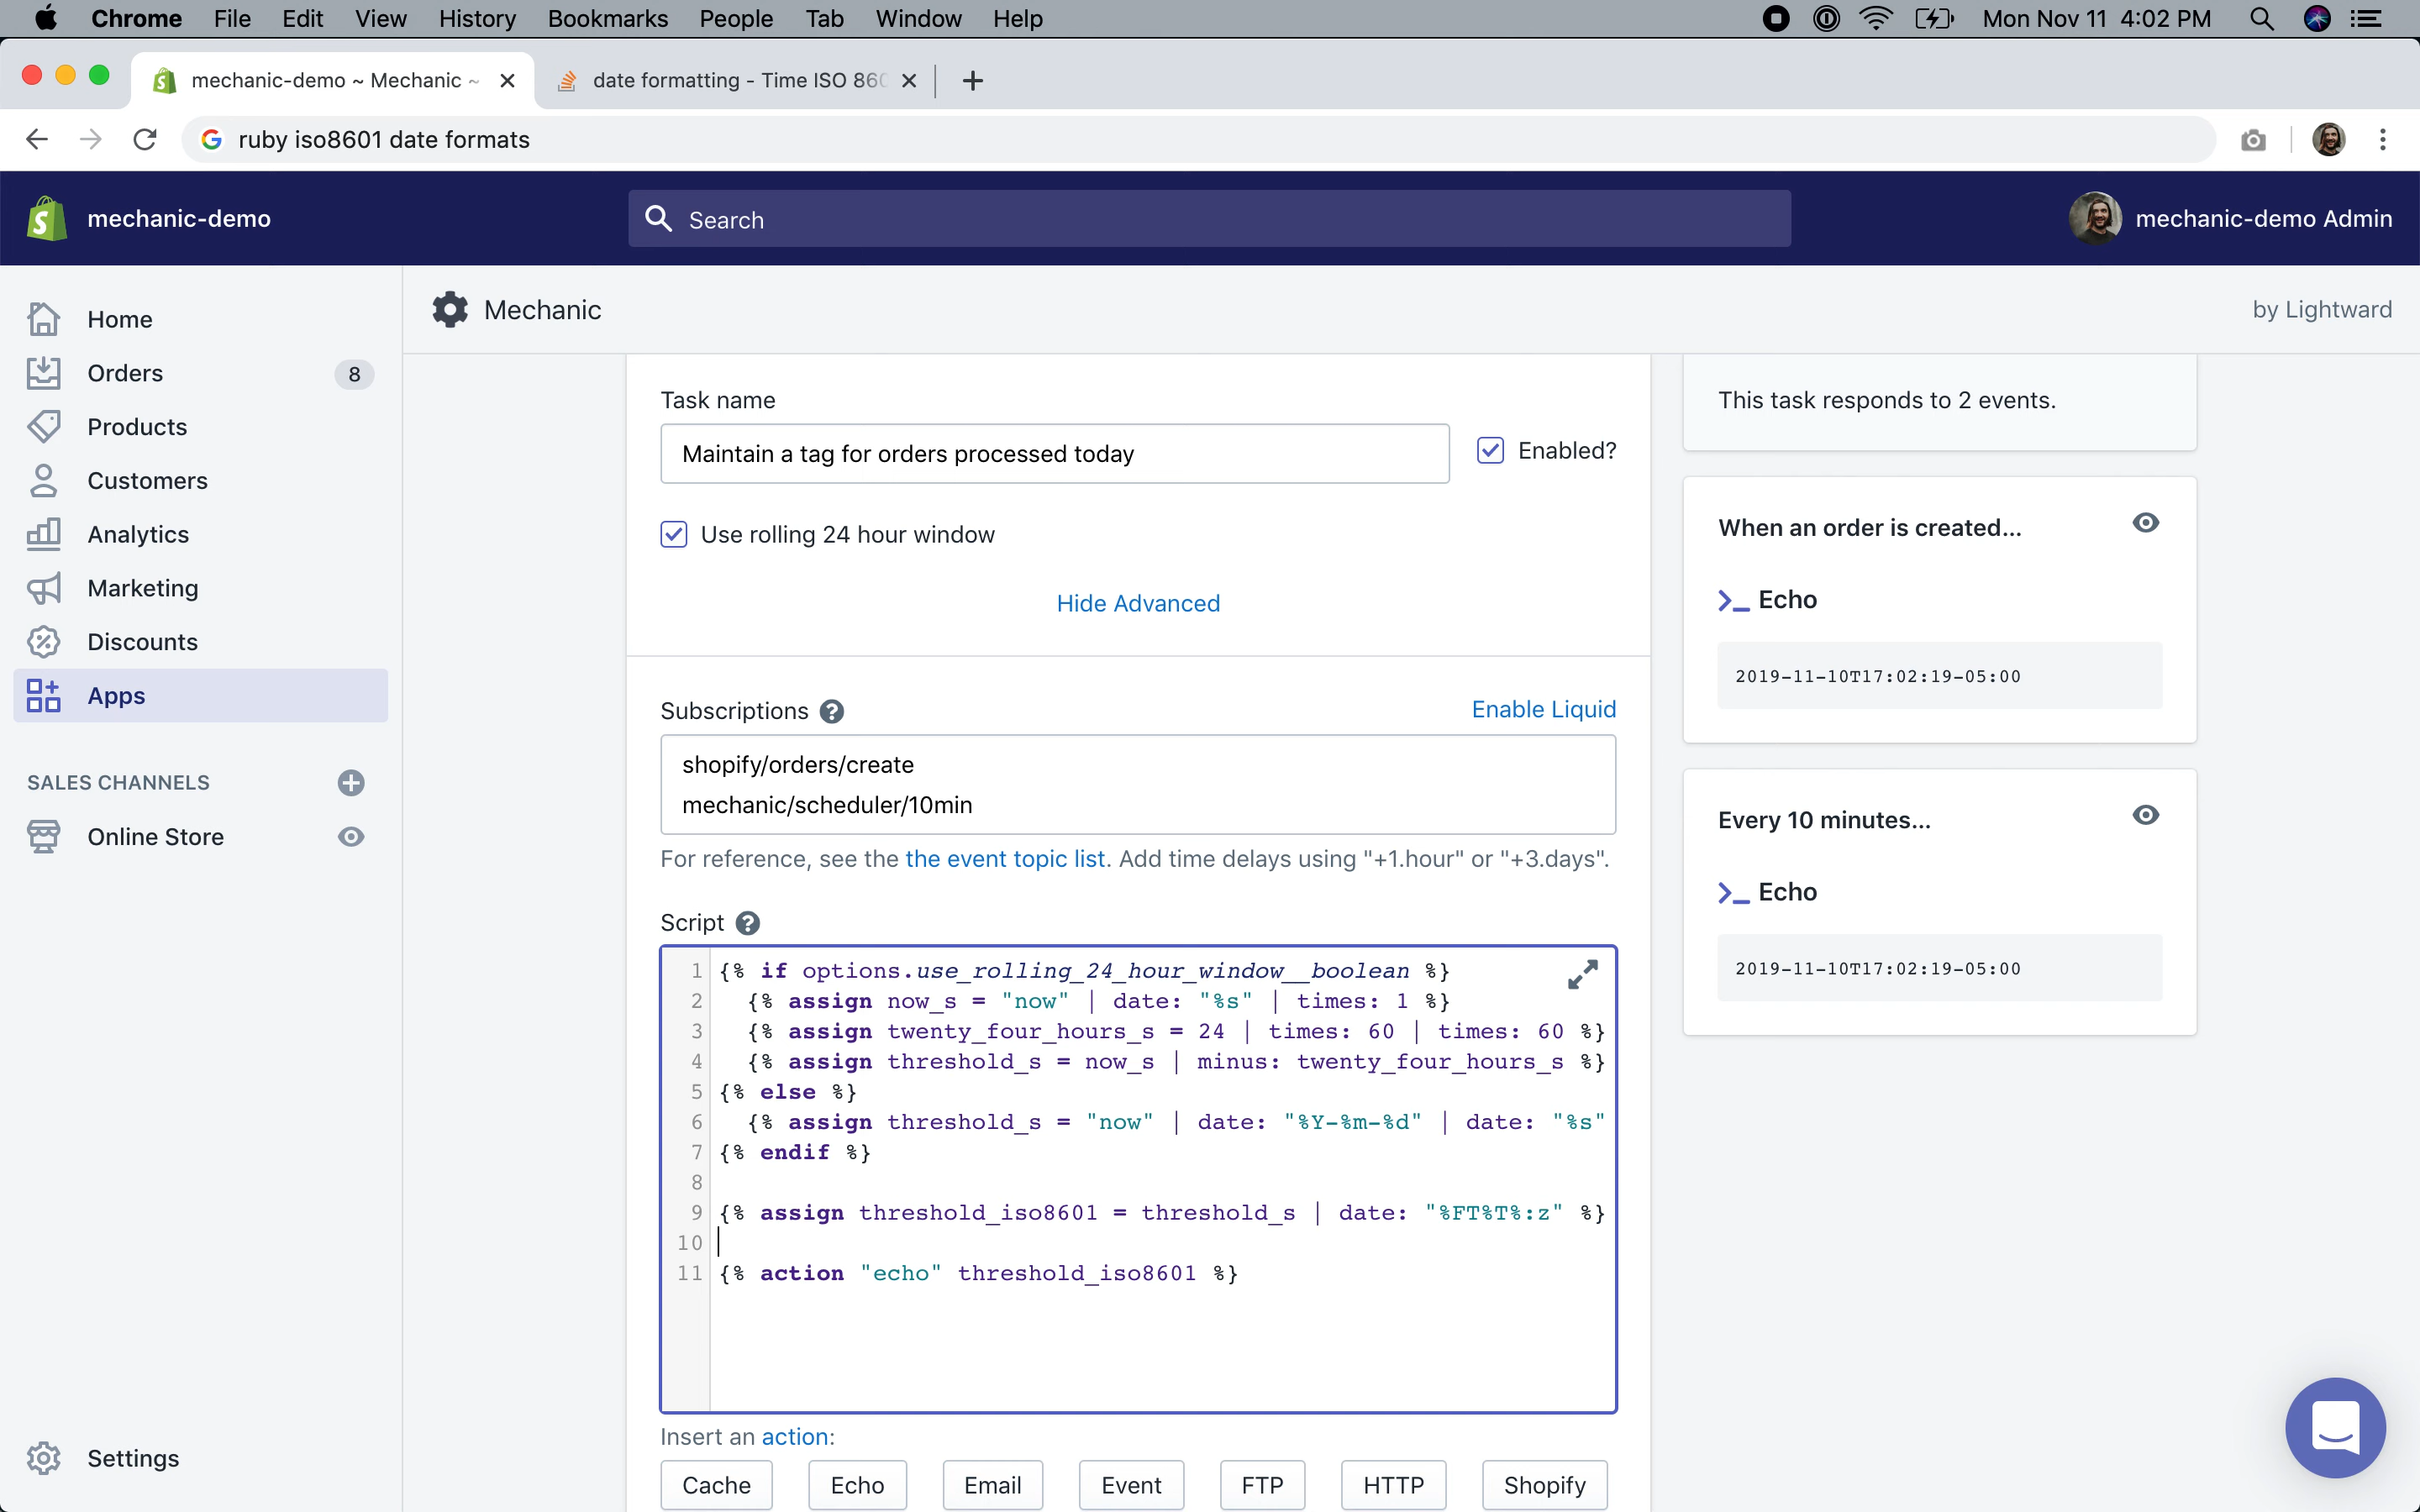 Chrome File Edit View History Bookmarks People Tab Window Help Mon Nov 11 4:02 PM
mechanic-demo ~ Mechanic ~ date formatting - Time ISO 860
ruby iso8601 date formats
mechanic-demo Search mechanic-demo Admin
Mechanic by Lightward
Home
Orders 8
Products
Customers
Analytics
Marketing
Discounts
Apps
SALES CHANNELS
Online Store
Settings
Task name
Maintain a tag for orders processed today Enabled?
Use rolling 24 hour window
Hide Advanced
Subscriptions ? Enable Liquid
shopify/orders/create
mechanic/scheduler/10min
For reference, see the the event topic list. Add time delays using "+1.hour" or "+3.days".
Script ?
1 {% if options.use_rolling_24_hour_window__boolean %}
2 {% assign now_s = "now" | date: "%s" | times: 1 %}
3 {% assign twenty_four_hours_s = 24 | times: 60 | times: 60 %}
4 {% assign threshold_s = now_s | minus: twenty_four_hours_s %}
5 {% else %}
6 {% assign threshold_s = "now" | date: "%Y-%m-%d" | date: "%s"
7 {% endif %}
8
9 {% assign threshold_iso8601 = threshold_s | date: "%FT%T%:z" %}
10
11 {% action "echo" threshold_iso8601 %}
Insert an action:
Cache Echo Email Event FTP HTTP Shopify
This task responds to 2 events.
When an order is created...
>_ Echo
2019-11-10T17:02:19-05:00
Every 10 minutes...
>_ Echo
2019-11-10T17:02:19-05:00